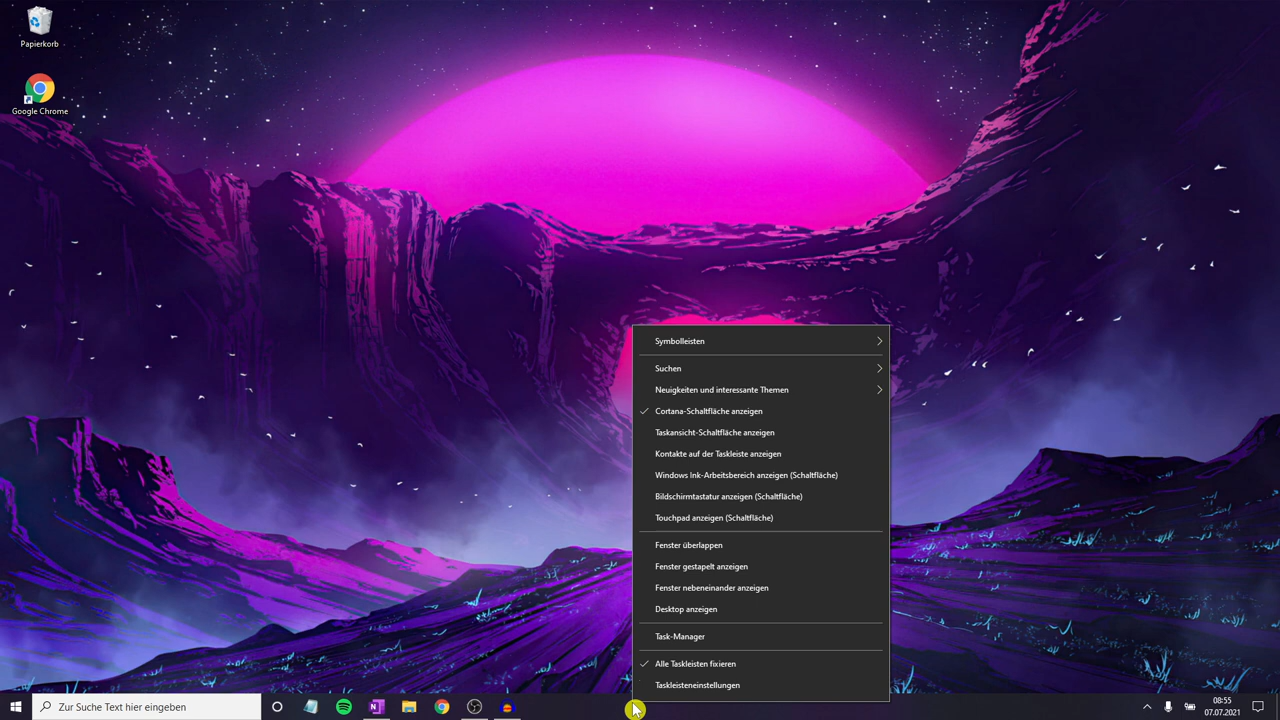 Papierkorb
Google Chrome
Symbolleisten
Suchen
Neuigkeiten und interessante Themen
Cortana-Schaltfläche anzeigen
Taskansicht-Schaltfläche anzeigen
Kontakte auf der Taskleiste anzeigen
Windows Ink-Arbeitsbereich anzeigen (Schaltfläche)
Bildschirmtastatur anzeigen (Schaltfläche)
Touchpad anzeigen (Schaltfläche)
Fenster überlappen
Fenster gestapelt anzeigen
Fenster nebeneinander anzeigen
Desktop anzeigen
Task-Manager
Alle Taskleisten fixieren
Taskleisteneinstellungen
Zur Suche Text hier eingeben
08:55
07.07.2021